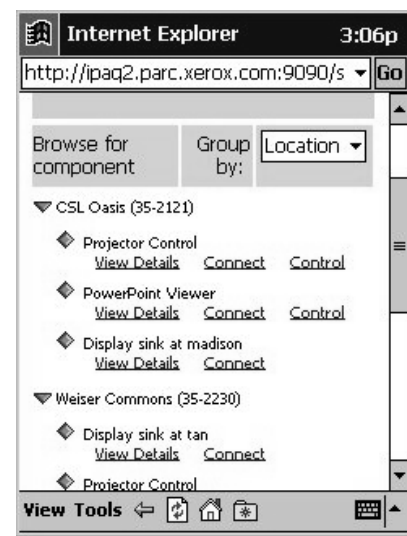 Internet Explorer 3:06p
http://ipaq2.parc.xerox.com:9090/s Go
Browse for component Group by: Location
CSL Oasis (35-2121)
Projector Control
View Details Connect Control
PowerPoint Viewer
View Details Connect Control
Display sink at madison
View Details Connect
Weiser Commons (35-2230)
Display sink at tan
View Details Connect
Projector Control
View Tools